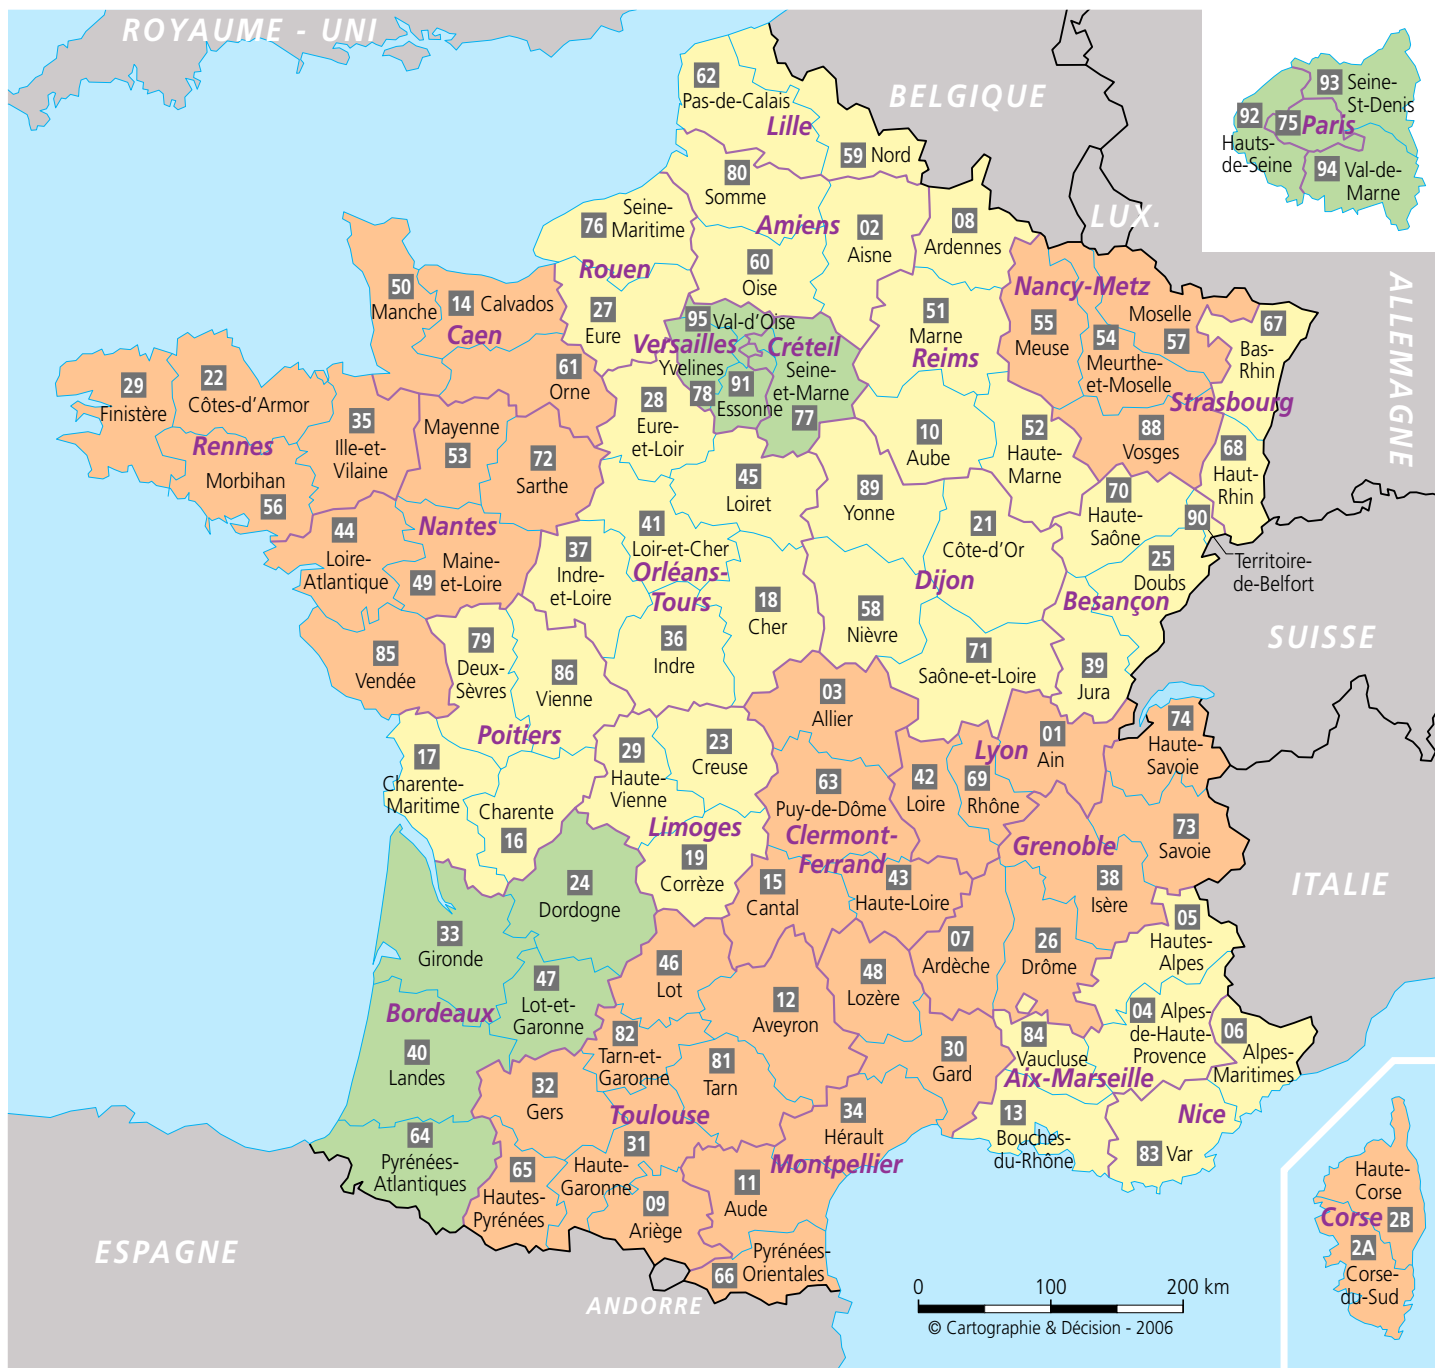 ROYAUME - UNI
BELGIQUE
LUX.
ALLEMAGNE
SUISSE
ITALIE
ESPAGNE
ANDORRE
93 Seine-
St-Denis
92
Hauts-
de-Seine
75 Paris
94 Val-de-
Marne
62
Pas-de-Calais
Lille
59 Nord
80
Somme
Amiens
02
Aisne
60
Oise
08
Ardennes
76 Seine-
Maritime
Rouen
27
Eure
50
Manche
14 Calvados
Caen
61
Orne
95 Val-d'Oise
Versailles
Yvelines
78
91
Essonne
Créteil
Seine-
et-Marne
77
51
Marne
Reims
10
Aube
52
Haute-
Marne
Nancy-Metz
55
Meuse
Moselle
57
54
Meurthe-
et-Moselle
88
Vosges
67
Bas-
Rhin
Strasbourg
68
Haut-
Rhin
29
Finistère
22
Côtes-d'Armor
Rennes
35
Ille-et-
Vilaine
Morbihan
56
Mayenne
53
72
Sarthe
Nantes
44
Loire-
Atlantique
49 Maine-
et-Loire
85
Vendée
28
Eure-
et-Loir
45
Loiret
41
Loir-et-Cher
Orléans-
Tours
37
Indre-
et-Loire
18
Cher
36
Indre
89
Yonne
21
Côte-d'Or
Dijon
58
Nièvre
71
Saône-et-Loire
70
Haute-
Saône
90
Territoire-
de-Belfort
25
Doubs
Besançon
39
Jura
79
Deux-
Sèvres
86
Vienne
Poitiers
17
Charente-
Maritime
Charente
16
29
Haute-
Vienne
23
Creuse
Limoges
19
Corrèze
03
Allier
63
Puy-de-Dôme
Clermont-
Ferrand
15
Cantal
43
Haute-Loire
Lyon
01
Ain
42
Loire
69
Rhône
74
Haute-
Savoie
73
Savoie
Grenoble
38
Isère
07
Ardèche
26
Drôme
24
Dordogne
33
Gironde
47
Lot-et-
Garonne
Bordeaux
40
Landes
64
Pyrénées-
Atlantiques
46
Lot
12
Aveyron
82
Tarn-et-
Garonne
81
Tarn
32
Gers
Toulouse
31
Haute-
Garonne
65
Hautes-
Pyrénées
09
Ariège
48
Lozère
30
Gard
34
Hérault
Montpellier
11
Aude
Pyrénées-
66 Orientales
05
Hautes-
Alpes
04 Alpes-
de-Haute-
Provence
84
Vaucluse
Aix-Marseille
13
Bouches-
du-Rhône
06
Alpes-
Maritimes
Nice
83 Var
Haute-
Corse
Corse 2B
2A
Corse-
du-Sud
0 100 200 km
© Cartographie & Décision - 2006